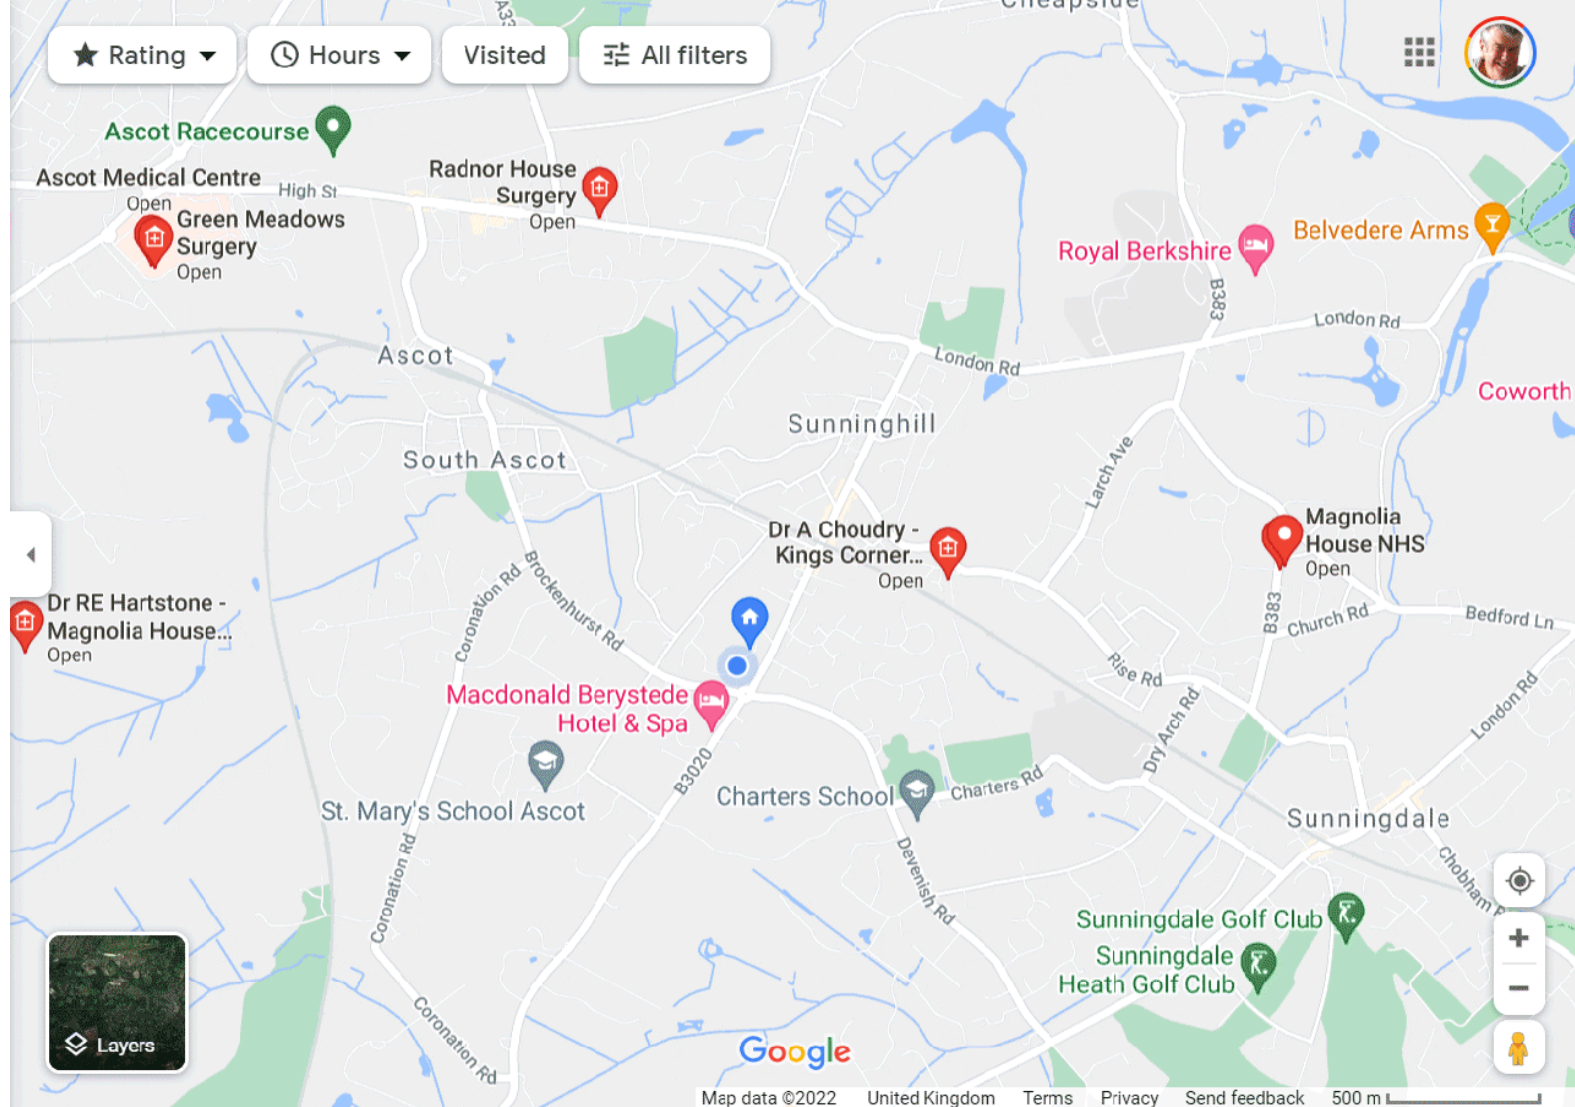 Cheapside
A33
Rating
Hours
Visited
All filters
Ascot Racecourse
Ascot Medical Centre
Open
High St
Green Meadows
Surgery
Open
Radnor House
Surgery
Open
Royal Berkshire
Belvedere Arms
B383
London Rd
London Rd
Ascot
Coworth
Sunninghill
South Ascot
Larch Ave
Dr A Choudry -
Kings Corner...
Open
Magnolia
House NHS
Open
Dr RE Hartstone -
Magnolia House...
Open
Coronation Rd
Brockenhurst Rd
B383
Church Rd
Bedford Ln
Rise Rd
Macdonald Berystede
Hotel & Spa
London Rd
Dry Arch Rd
B3020
St. Mary's School Ascot
Charters School
Charters Rd
Sunningdale
Coronation Rd
Devenish Rd
Chobham R
Sunningdale Golf Club
Sunningdale
Heath Golf Club
Coronation Rd
Layers
Google
Map data ©2022 United Kingdom Terms Privacy Send feedback 500 m